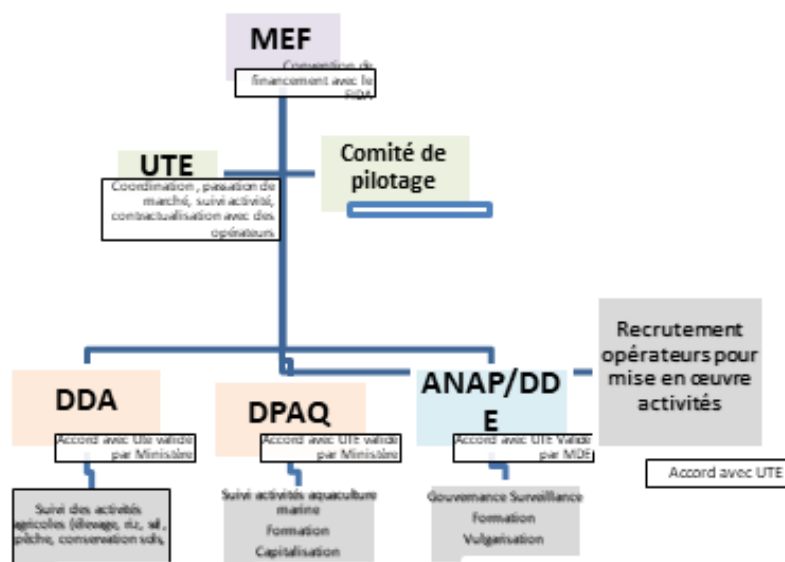 MEF
Convention de
financement avec le
FIDA
UTE
Coordination , passation de
marché, suivi activité,
contractualisation avec des
opérateurs
Comité de
pilotage
Recrutement
opérateurs pour
mise en œuvre
activités
Accord avec UTE
DDA
Accord avec Ute validé
par Ministère
Suivi des activités
agricoles (élevage, riz, sel,
pêche, conservation sols,
DPAQ
Accord avec UTE validé
par Ministère
Suivi activités aquaculture
marine
Formation
Capitalisation
ANAP/DD
E
Accord avec UTE Validé
par MDE
Gouvernance Surveillance
Formation
Vulgarisation